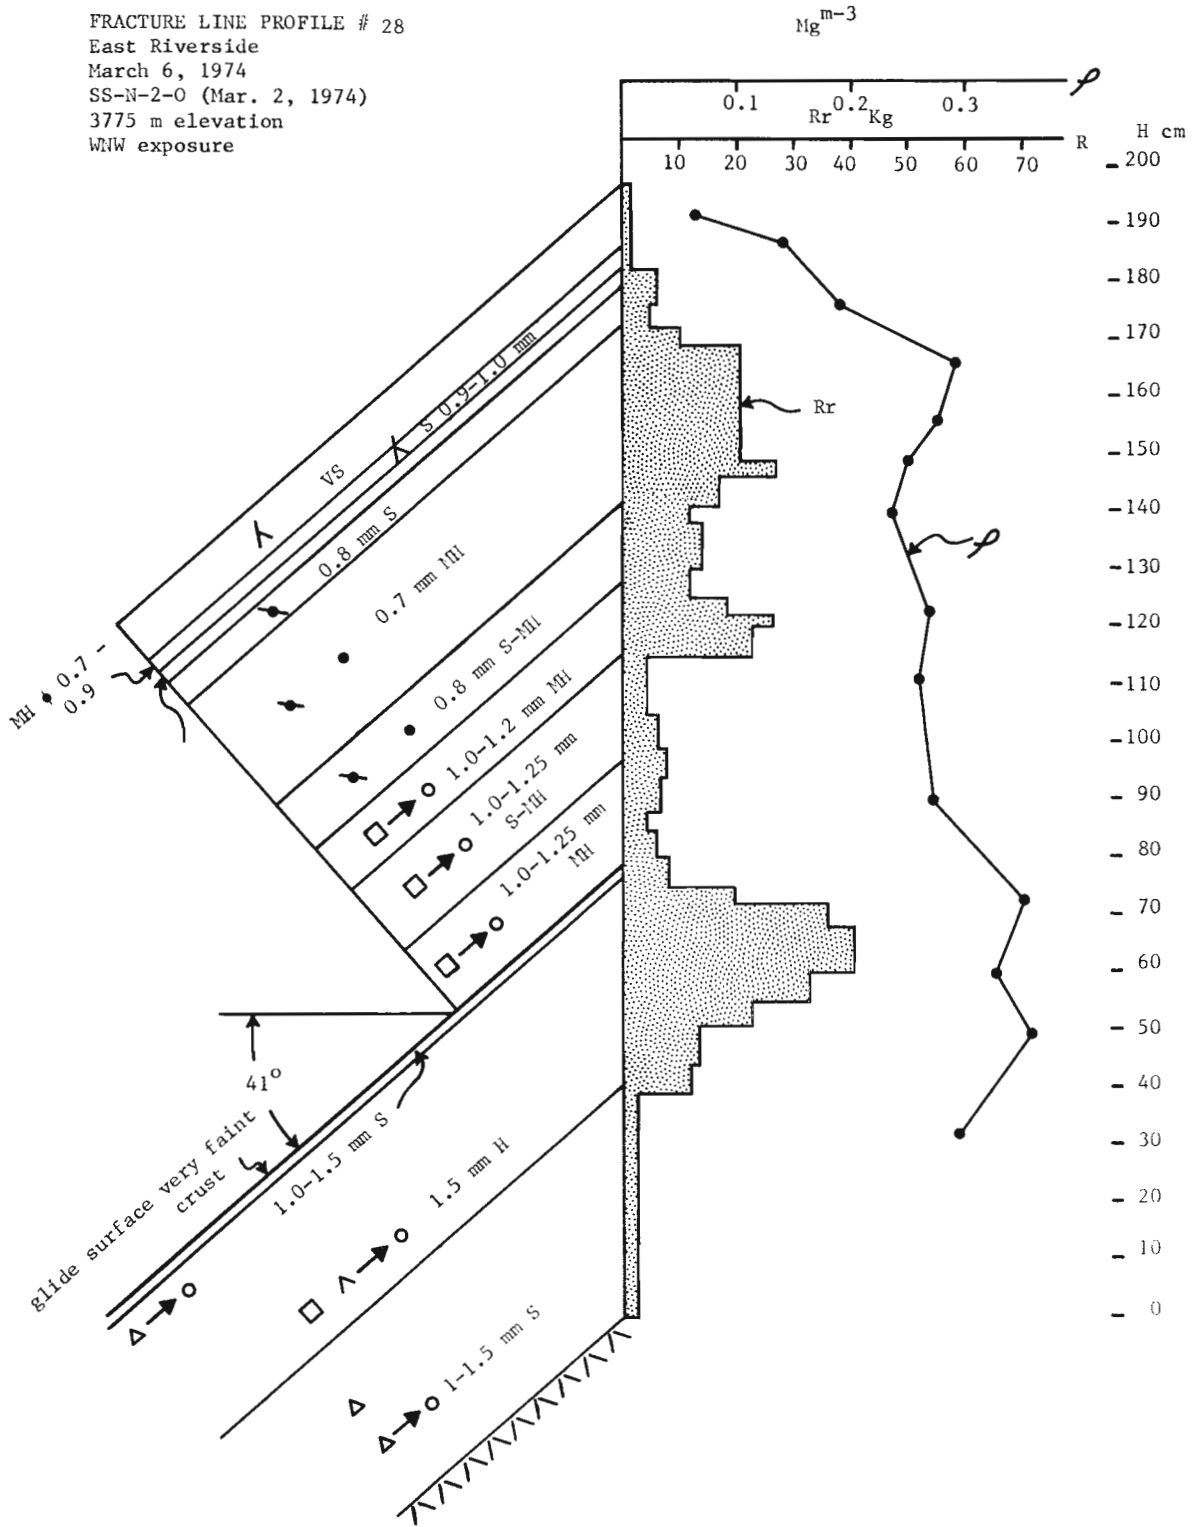 FRACTURE LINE PROFILE # 28
East Riverside
March 6, 1974
SS-N-2-O (Mar. 2, 1974)
3775 m elevation
WNW exposure
Mg m-3
ρ
0.1 0.2 0.3
Rr Kg
R
10 20 30 40 50 60 70
H cm
200
190
180
170
160
150
140
130
120
110
100
90
80
70
60
50
40
30
20
10
0
Rr
ρ
VS
S 0.9-1.0 mm
0.8 mm S
0.7 mm MH
MH 0.7 -
0.9
0.8 mm S-MH
1.0-1.2 mm MH
1.0-1.25 mm
S-MH
1.0-1.25 mm
MH
41°
glide surface very faint
crust
1.0-1.5 mm S
1.5 mm H
1-1.5 mm S